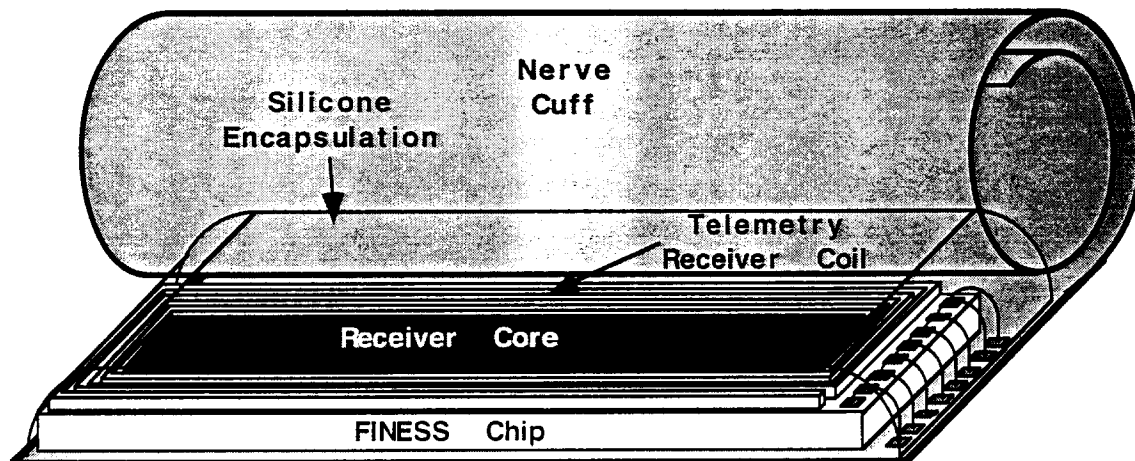 Nerve
Cuff
Silicone
Encapsulation
Telemetry
Receiver Coil
Receiver Core
FINESS Chip